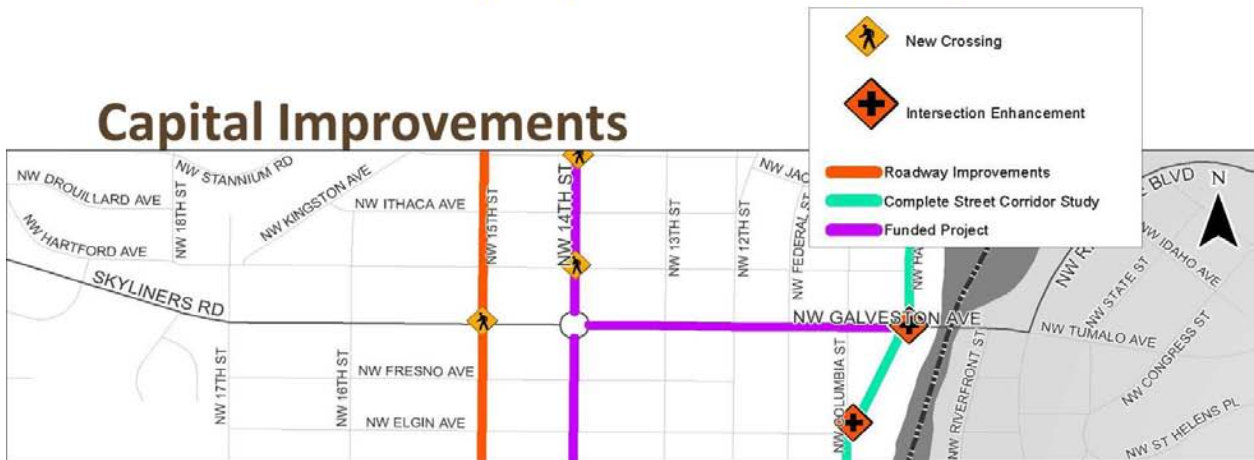 New Crossing
Intersection Enhancement
Capital Improvements
Roadway Improvements
Complete Street Corridor Study
Funded Project
N
NW DROUILLARD AVE
NW STANNIUM RD
NW 18TH ST
NW KINGSTON AVE
NW HARTFORD AVE
NW ITHACA AVE
NW 15TH ST
NW 14TH ST
NW 13TH ST
NW 12TH ST
NW FEDERAL ST
BLVD
NW IDAHO AVE
NW STATE ST
SKYLINERS RD
NW GALVESTON AVE
NW TUMALO AVE
NW CONGRESS ST
NW 17TH ST
NW 16TH ST
NW FRESNO AVE
NW ELGIN AVE
NW COLUMBIA ST
NW RIVERFRONT ST
NW ST HELENS PL